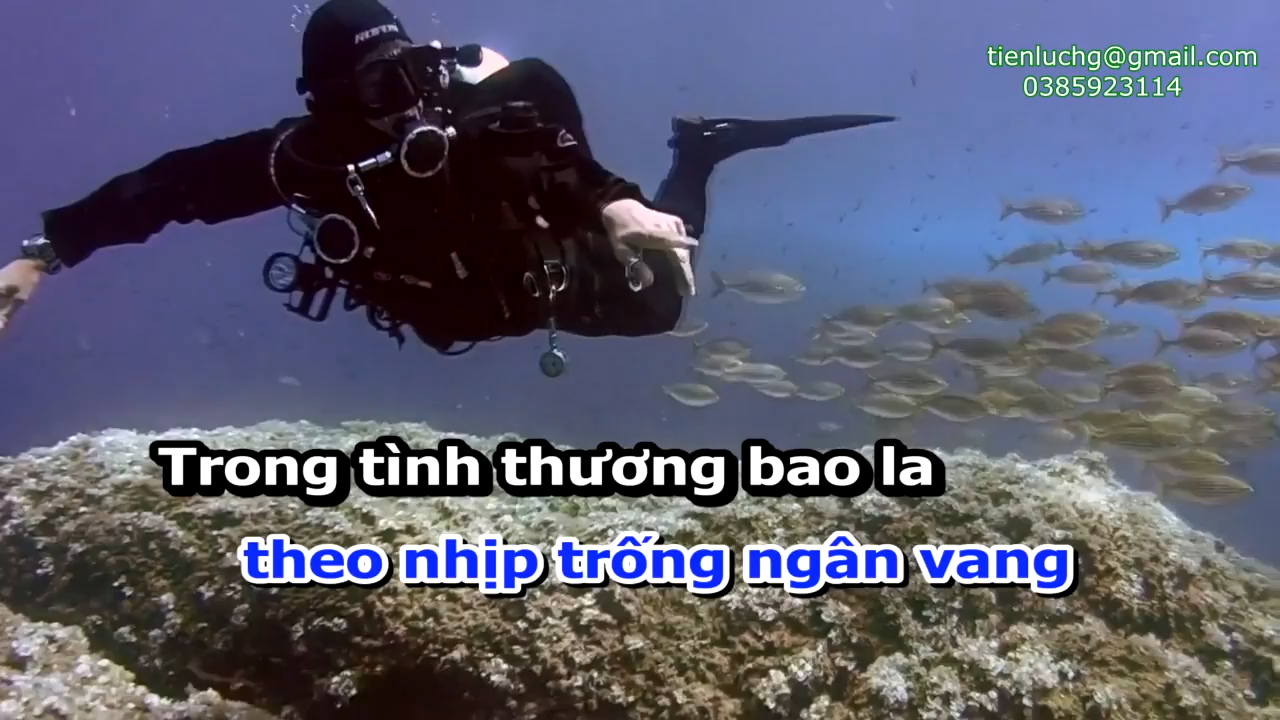 tienluchg@gmail.com
0385923114
Trong tình thương bao la
theo nhịp trống ngân vang